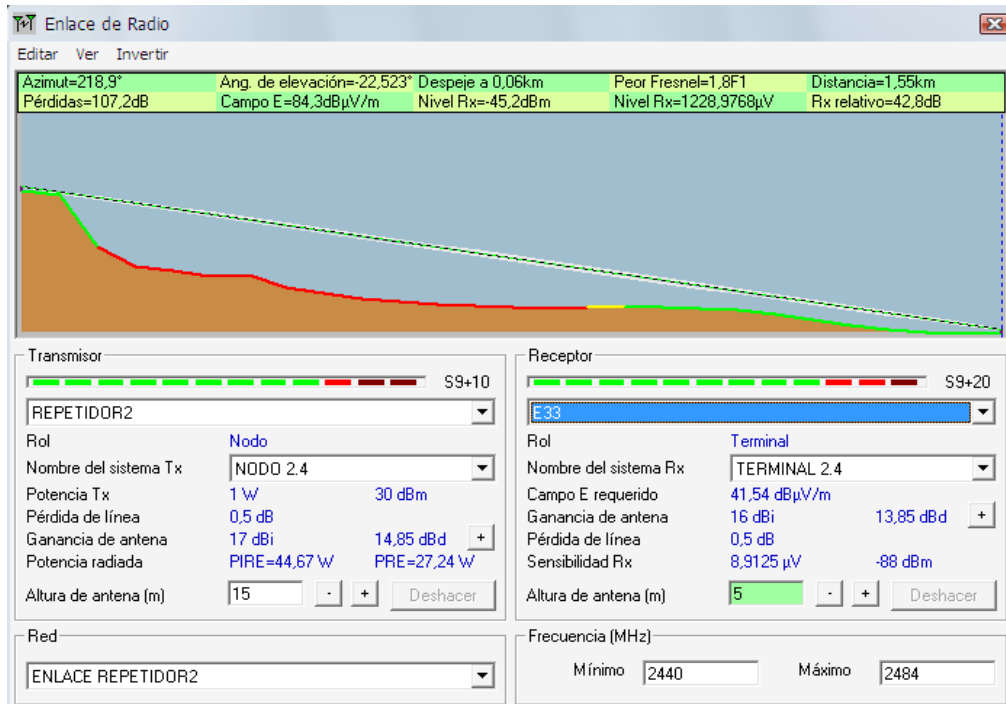 Enlace de Radio
Editar Ver Invertir
Azimut=218,9° Ang. de elevación=-22,523° Despeje a 0,06km Peor Fresnel=1,8F1 Distancia=1,55km
Pérdidas=107,2dB Campo E=84,3dBµV/m Nivel Rx=-45,2dBm Nivel Rx=1228,9768µV Rx relativo=42,8dB
Transmisor
S9+10
REPETIDOR2
Rol Nodo
Nombre del sistema Tx NODO 2.4
Potencia Tx 1 W 30 dBm
Pérdida de línea 0,5 dB
Ganancia de antena 17 dBi 14,85 dBd +
Potencia radiada PIRE=44,67 W PRE=27,24 W
Altura de antena (m) 15 - + Deshacer
Red
ENLACE REPETIDOR2
Receptor
S9+20
E33
Rol Terminal
Nombre del sistema Rx TERMINAL 2.4
Campo E requerido 41,54 dBµV/m
Ganancia de antena 16 dBi 13,85 dBd +
Pérdida de línea 0,5 dB
Sensibilidad Rx 8,9125 µV -88 dBm
Altura de antena (m) 5 - + Deshacer
Frecuencia (MHz)
Mínimo 2440 Máximo 2484